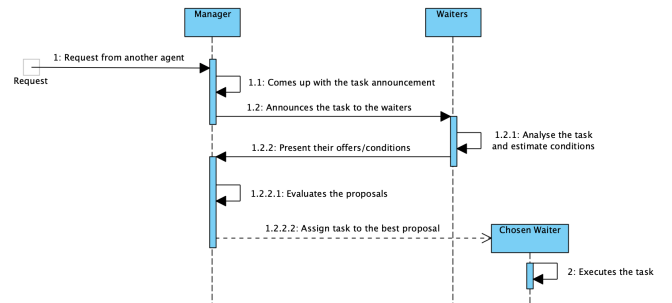 Manager
Waiters
1: Request from another agent
Request
1.1: Comes up with the task announcement
1.2: Announces the task to the waiters
1.2.1: Analyse the task
and estimate conditions
1.2.2: Present their offers/conditions
1.2.2.1: Evaluates the proposals
1.2.2.2: Assign task to the best proposal
Chosen Waiter
2: Executes the task